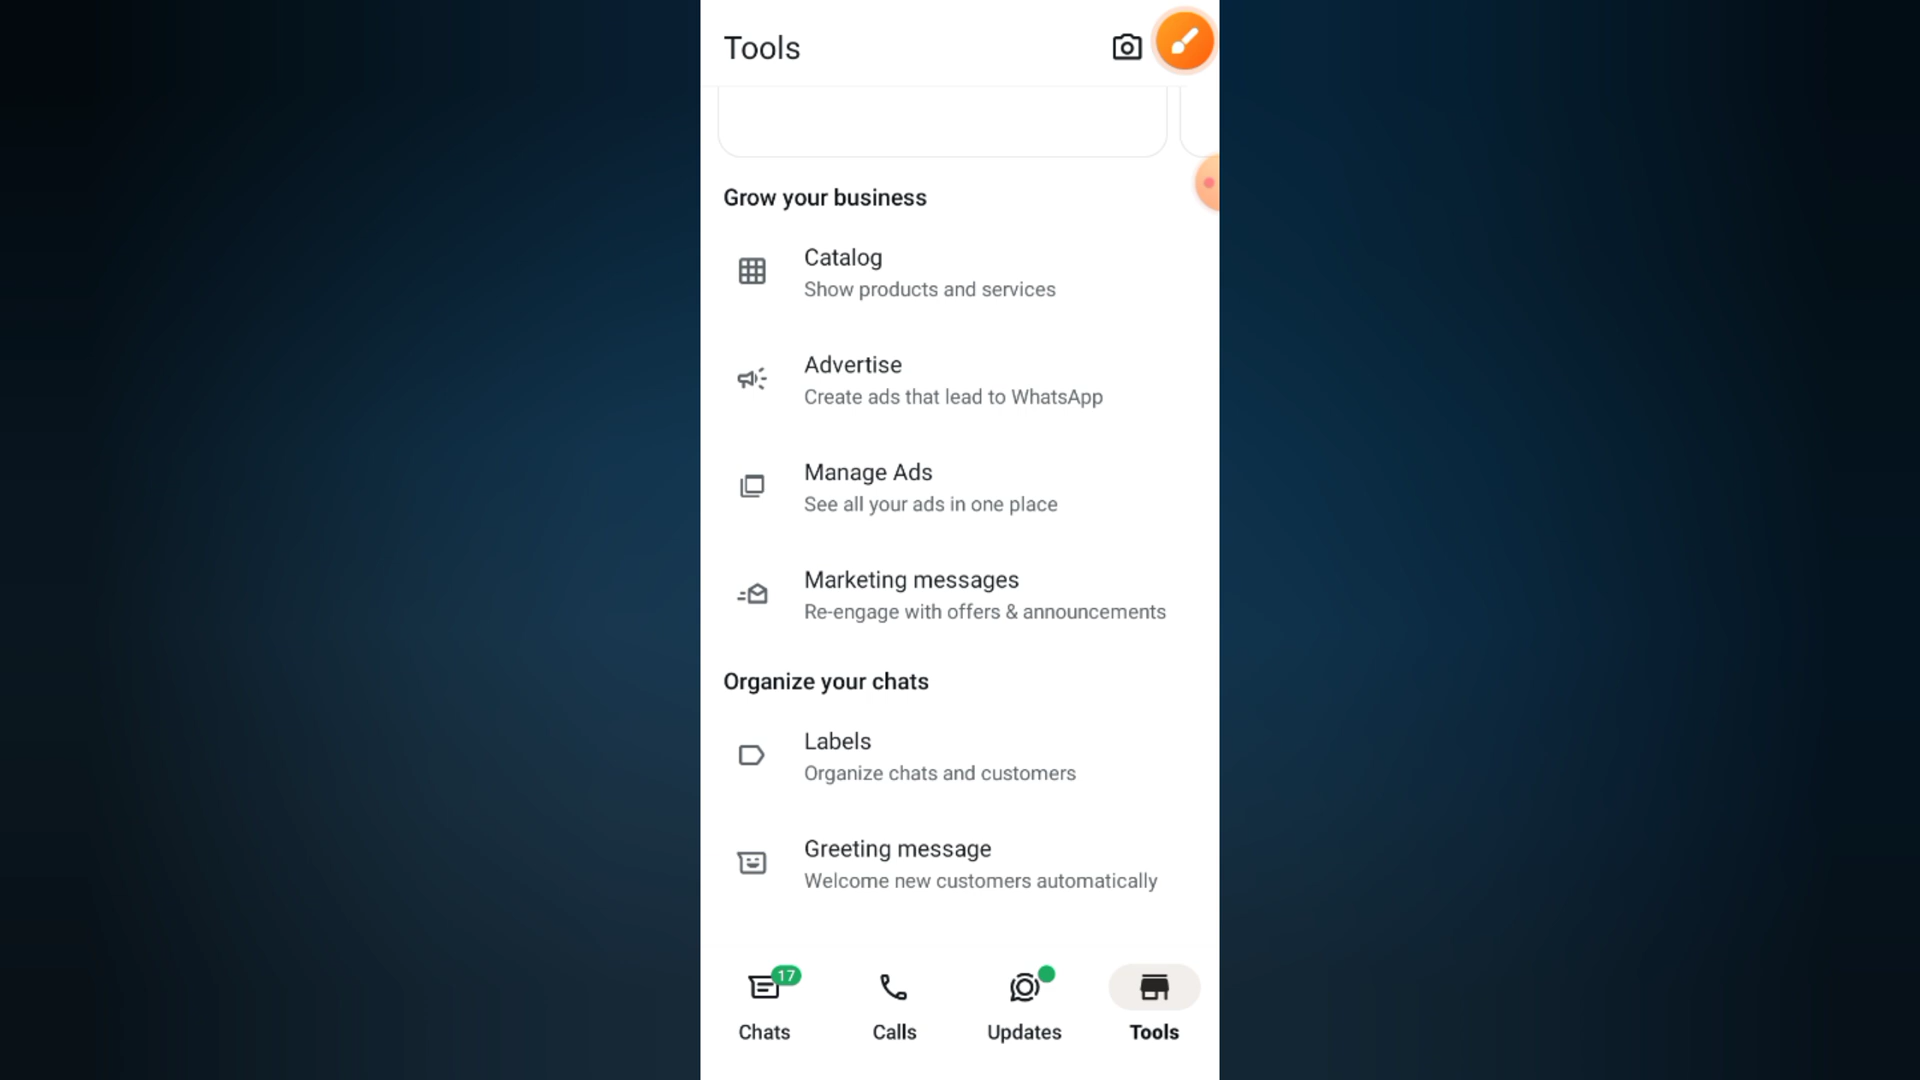 Tools
Grow your business
Catalog
Show products and services
Advertise
Create ads that lead to WhatsApp
Manage Ads
See all your ads in one place
Marketing messages
Re-engage with offers & announcements
Organize your chats
Labels
Organize chats and customers
Greeting message
Welcome new customers automatically
17
Chats
Calls
Updates
Tools